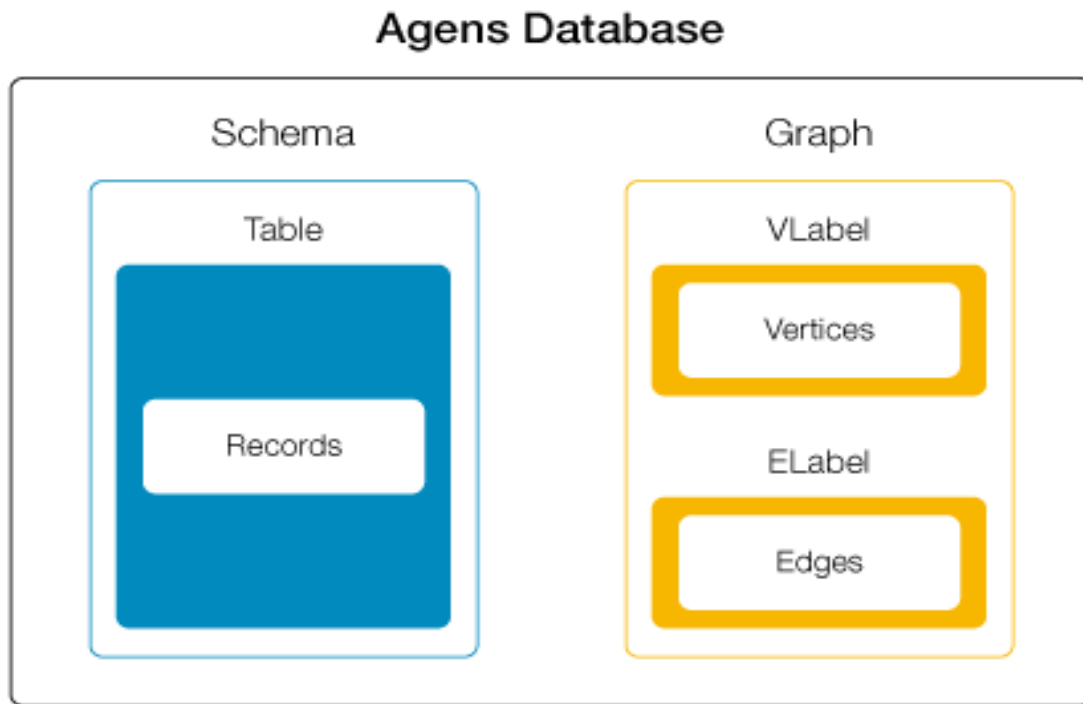 Agens Database
Schema
Graph
Table
VLabel
Records
Vertices
ELabel
Edges